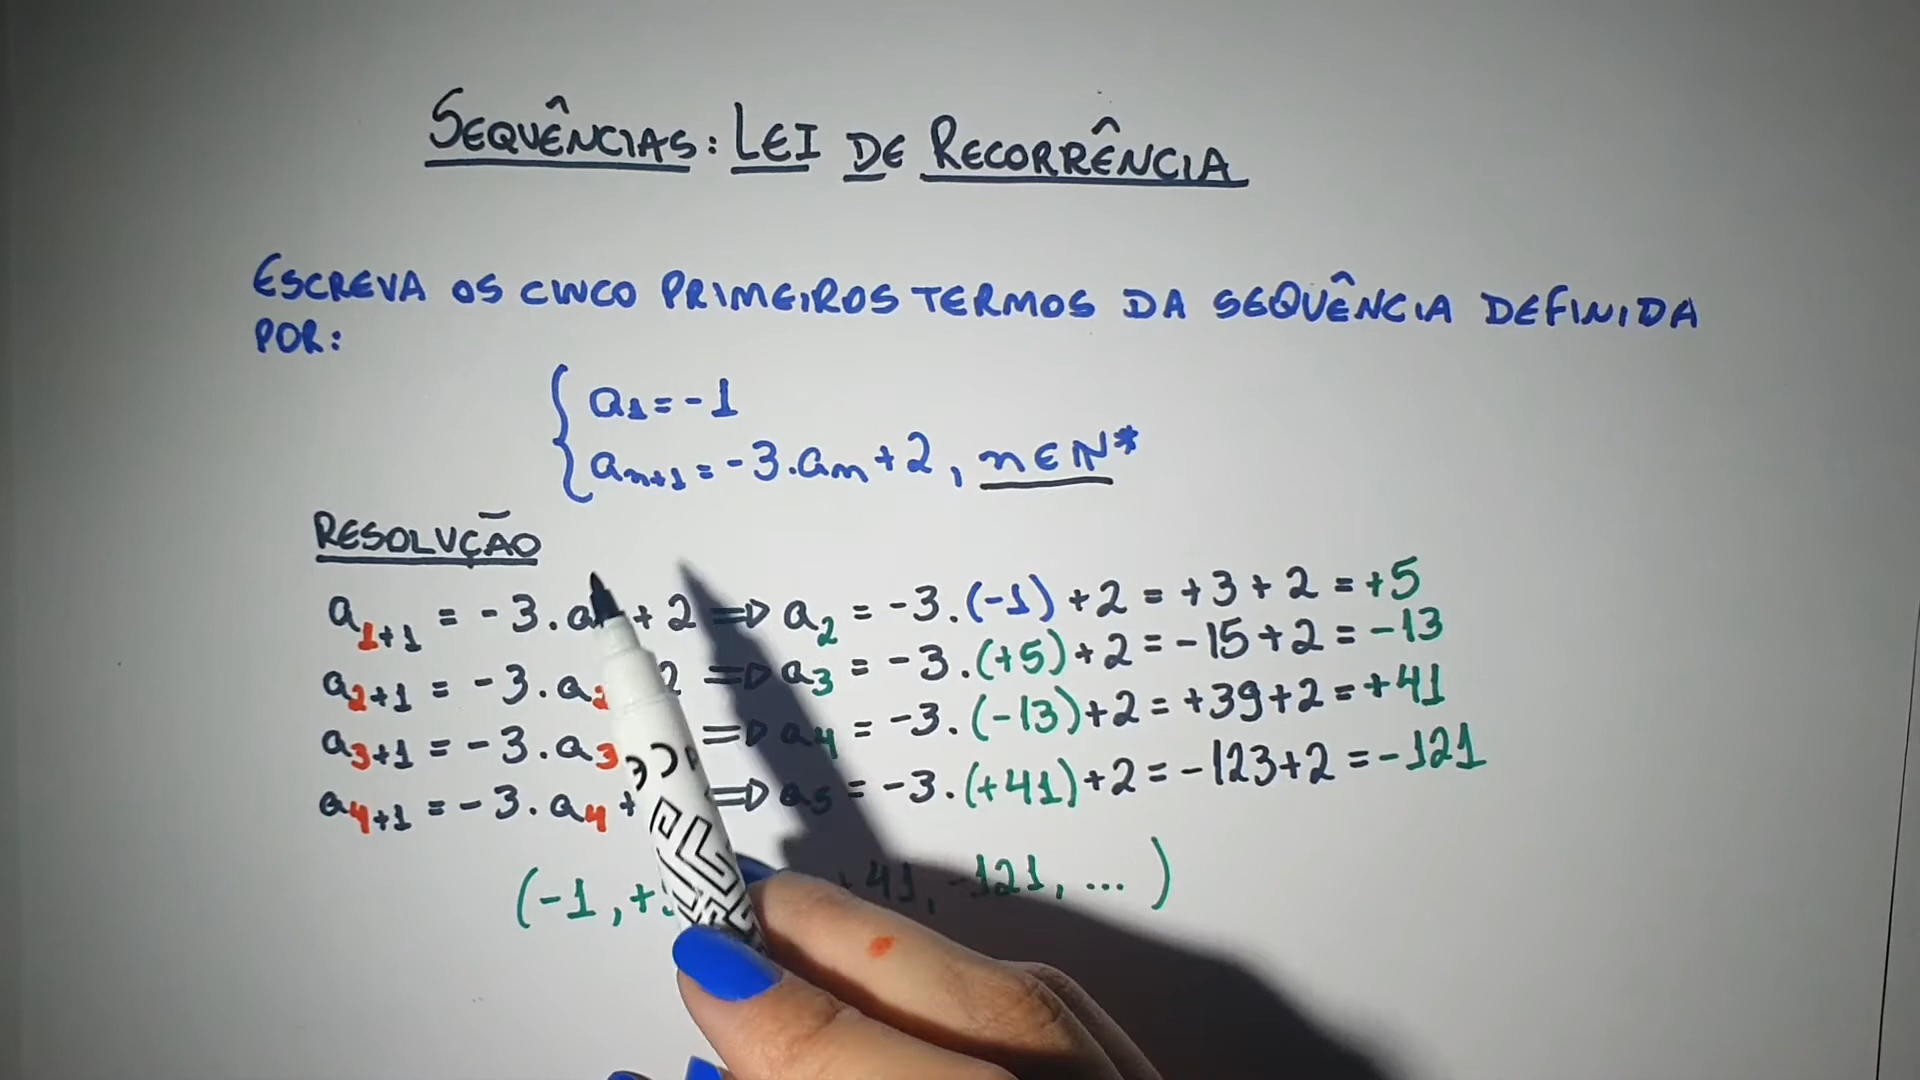 SEQUÊNCIAS: LEI DE RECORRÊNCIA
ESCREVA OS CINCO PRIMEIROS TERMOS DA SEQUÊNCIA DEFINIDA
POR:
a₁ = -1
aₙ₊₁ = -3.aₙ + 2, n ∈ ℕ*
RESOLUÇÃO
a₁₊₁ = -3.a + 2 ⇒ a₂ = -3.(-1) + 2 = +3 + 2 = +5
a₂₊₁ = -3.a₂ 2 ⇒ a₃ = -3.(+5) + 2 = -15 + 2 = -13
a₃₊₁ = -3.a₃ ⇒ a₄ = -3.(-13) + 2 = +39 + 2 = +41
a₄₊₁ = -3.a₄ + ⇒ a₅ = -3.(+41) + 2 = -123 + 2 = -121
(-1, + +41, -121, ... )